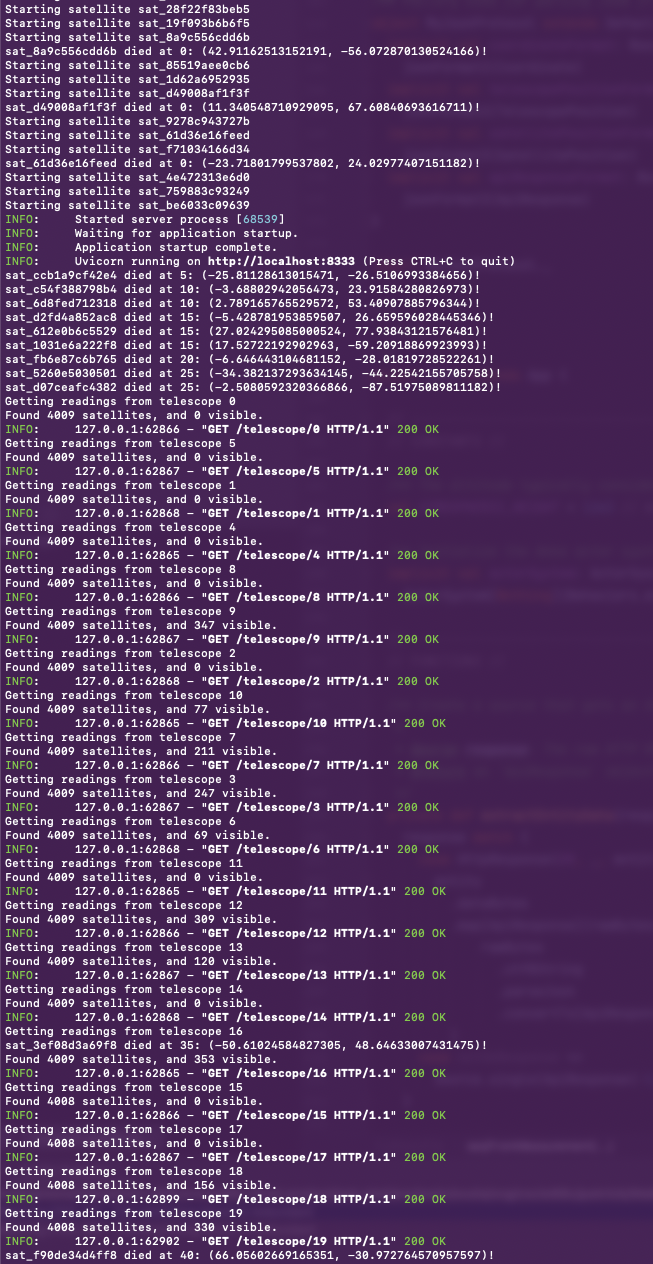 Starting satellite sat_28f22f83beb5
Starting satellite sat_19f093b6b6f5
Starting satellite sat_8a9c556cdd6b
sat_8a9c556cdd6b died at 0: (42.91162513152191, -56.072870130524166)!
Starting satellite sat_85519aee0cb6
Starting satellite sat_1d62a6952935
Starting satellite sat_d49008af1f3f
sat_d49008af1f3f died at 0: (11.340548710929095, 67.60840693616711)!
Starting satellite sat_9278c943727b
Starting satellite sat_61d36e16feed
Starting satellite sat_f71034166d34
sat_61d36e16feed died at 0: (-23.71801799537802, 24.02977407151182)!
Starting satellite sat_4e472313e6d0
Starting satellite sat_759883c93249
Starting satellite sat_be6033c09639
INFO:     Started server process [68539]
INFO:     Waiting for application startup.
INFO:     Application startup complete.
INFO:     Uvicorn running on http://localhost:8333 (Press CTRL+C to quit)
sat_ccb1a9cf42e4 died at 5: (-25.81128613015471, -26.5106993384656)!
sat_c54f388798b4 died at 10: (-3.68802942056473, 23.91584280826973)!
sat_6d8fed712318 died at 10: (2.789165765529572, 53.40907885796344)!
sat_d2fd4a852ac8 died at 15: (-5.428781953859507, 26.659596028445346)!
sat_612e0b6c5529 died at 15: (27.024295085000524, 77.93843121576481)!
sat_1031e6a222f8 died at 15: (17.52722192902963, -59.20918869923993)!
sat_fb6e87c6b765 died at 20: (-6.646443104681152, -28.01819728522261)!
sat_5260e5030501 died at 25: (-34.382137293634145, -44.22542155705758)!
sat_d07ceafc4382 died at 25: (-2.5080592320366866, -87.51975089811182)!
Getting readings from telescope 0
Found 4009 satellites, and 0 visible.
INFO:     127.0.0.1:62866 - "GET /telescope/0 HTTP/1.1" 200 OK
Getting readings from telescope 5
Found 4009 satellites, and 0 visible.
INFO:     127.0.0.1:62867 - "GET /telescope/5 HTTP/1.1" 200 OK
Getting readings from telescope 1
Found 4009 satellites, and 0 visible.
INFO:     127.0.0.1:62868 - "GET /telescope/1 HTTP/1.1" 200 OK
Getting readings from telescope 4
Found 4009 satellites, and 0 visible.
INFO:     127.0.0.1:62865 - "GET /telescope/4 HTTP/1.1" 200 OK
Getting readings from telescope 8
Found 4009 satellites, and 0 visible.
INFO:     127.0.0.1:62866 - "GET /telescope/8 HTTP/1.1" 200 OK
Getting readings from telescope 9
Found 4009 satellites, and 347 visible.
INFO:     127.0.0.1:62867 - "GET /telescope/9 HTTP/1.1" 200 OK
Getting readings from telescope 2
Found 4009 satellites, and 0 visible.
INFO:     127.0.0.1:62868 - "GET /telescope/2 HTTP/1.1" 200 OK
Getting readings from telescope 10
Found 4009 satellites, and 77 visible.
INFO:     127.0.0.1:62865 - "GET /telescope/10 HTTP/1.1" 200 OK
Getting readings from telescope 7
Found 4009 satellites, and 211 visible.
INFO:     127.0.0.1:62866 - "GET /telescope/7 HTTP/1.1" 200 OK
Getting readings from telescope 3
Found 4009 satellites, and 247 visible.
INFO:     127.0.0.1:62867 - "GET /telescope/3 HTTP/1.1" 200 OK
Getting readings from telescope 6
Found 4009 satellites, and 69 visible.
INFO:     127.0.0.1:62868 - "GET /telescope/6 HTTP/1.1" 200 OK
Getting readings from telescope 11
Found 4009 satellites, and 0 visible.
INFO:     127.0.0.1:62865 - "GET /telescope/11 HTTP/1.1" 200 OK
Getting readings from telescope 12
Found 4009 satellites, and 309 visible.
INFO:     127.0.0.1:62866 - "GET /telescope/12 HTTP/1.1" 200 OK
Getting readings from telescope 13
Found 4009 satellites, and 120 visible.
INFO:     127.0.0.1:62867 - "GET /telescope/13 HTTP/1.1" 200 OK
Getting readings from telescope 14
Found 4009 satellites, and 0 visible.
INFO:     127.0.0.1:62868 - "GET /telescope/14 HTTP/1.1" 200 OK
Getting readings from telescope 16
sat_3ef08d3a69f8 died at 35: (-50.61024584827305, 48.64633007431475)!
Found 4009 satellites, and 353 visible.
INFO:     127.0.0.1:62865 - "GET /telescope/16 HTTP/1.1" 200 OK
Getting readings from telescope 15
Found 4008 satellites, and 0 visible.
INFO:     127.0.0.1:62866 - "GET /telescope/15 HTTP/1.1" 200 OK
Getting readings from telescope 17
Found 4008 satellites, and 0 visible.
INFO:     127.0.0.1:62867 - "GET /telescope/17 HTTP/1.1" 200 OK
Getting readings from telescope 18
Found 4008 satellites, and 156 visible.
INFO:     127.0.0.1:62899 - "GET /telescope/18 HTTP/1.1" 200 OK
Getting readings from telescope 19
Found 4008 satellites, and 330 visible.
INFO:     127.0.0.1:62902 - "GET /telescope/19 HTTP/1.1" 200 OK
sat_f90de34d4ff8 died at 40: (66.05602669165351, -30.972764570957597)!